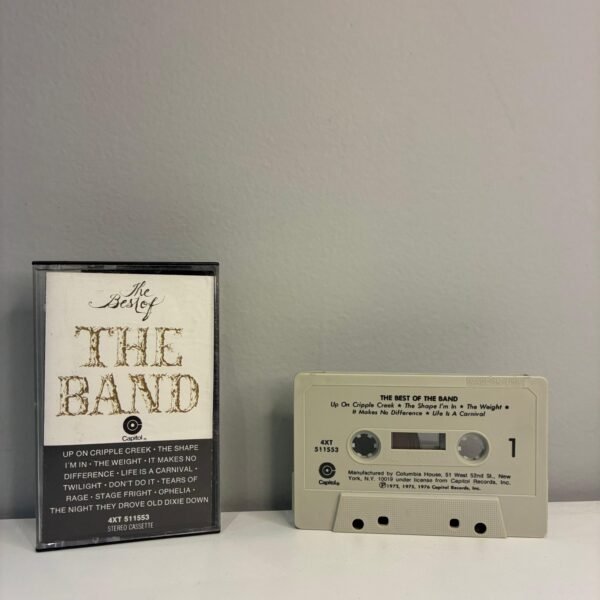 The
Best of
THE
BAND
Capitol®
UP ON CRIPPLE CREEK • THE SHAPE
I'M IN • THE WEIGHT • IT MAKES NO
DIFFERENCE • LIFE IS A CARNIVAL •
TWILIGHT • DON'T DO IT • TEARS OF
RAGE • STAGE FRIGHT • OPHELIA •
THE NIGHT THEY DROVE OLD DIXIE DOWN
4XT 511553
STEREO CASSETTE
THE BEST OF THE BAND
Up On Cripple Creek ★ The Shape I'm In ★ The Weight ★
It Makes No Difference ★ Life Is A Carnival
4XT
511553
1
Capitol®
Manufactured by Columbia House, 51 West 52nd St., New
York, N.Y. 10019 under license from Capitol Records, Inc.
℗1973, 1975, 1976 Capitol Records, Inc.